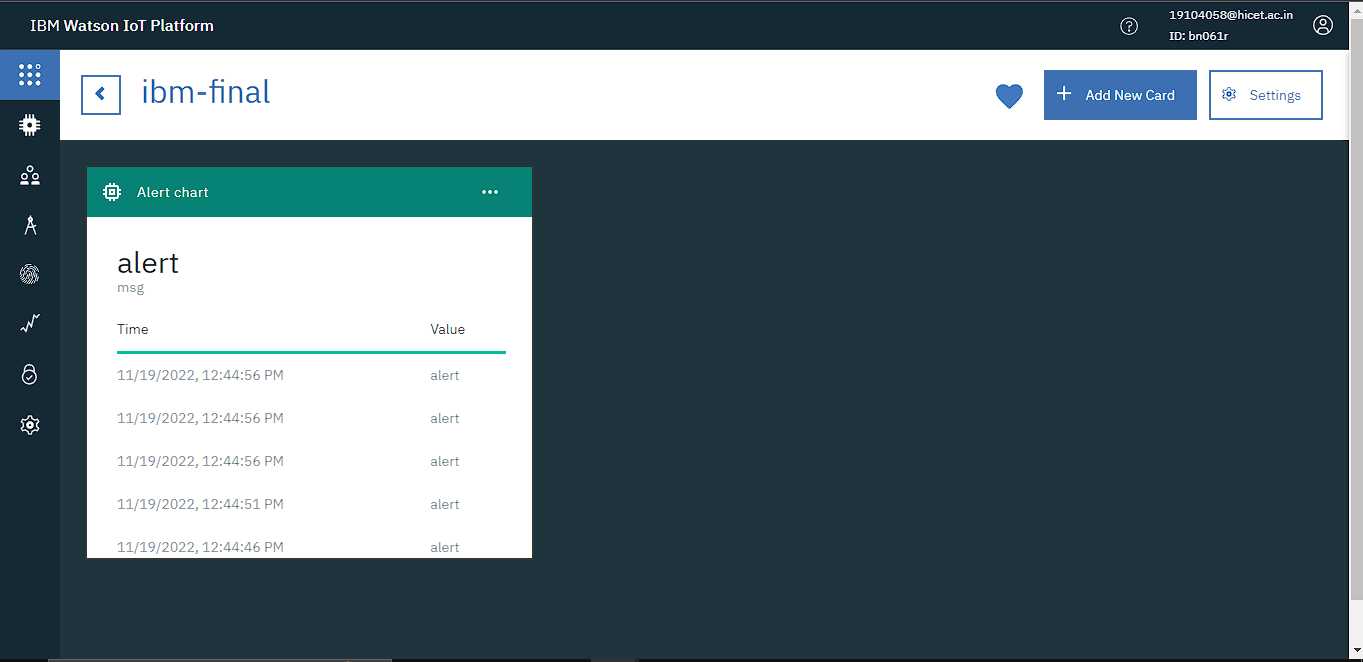 IBM Watson IoT Platform
19104058@hicet.ac.in
ID: bn061r
ibm-final
Add New Card
Settings
Alert chart
alert
msg
Time Value
11/19/2022, 12:44:56 PM alert
11/19/2022, 12:44:56 PM alert
11/19/2022, 12:44:56 PM alert
11/19/2022, 12:44:51 PM alert
11/19/2022, 12:44:46 PM alert